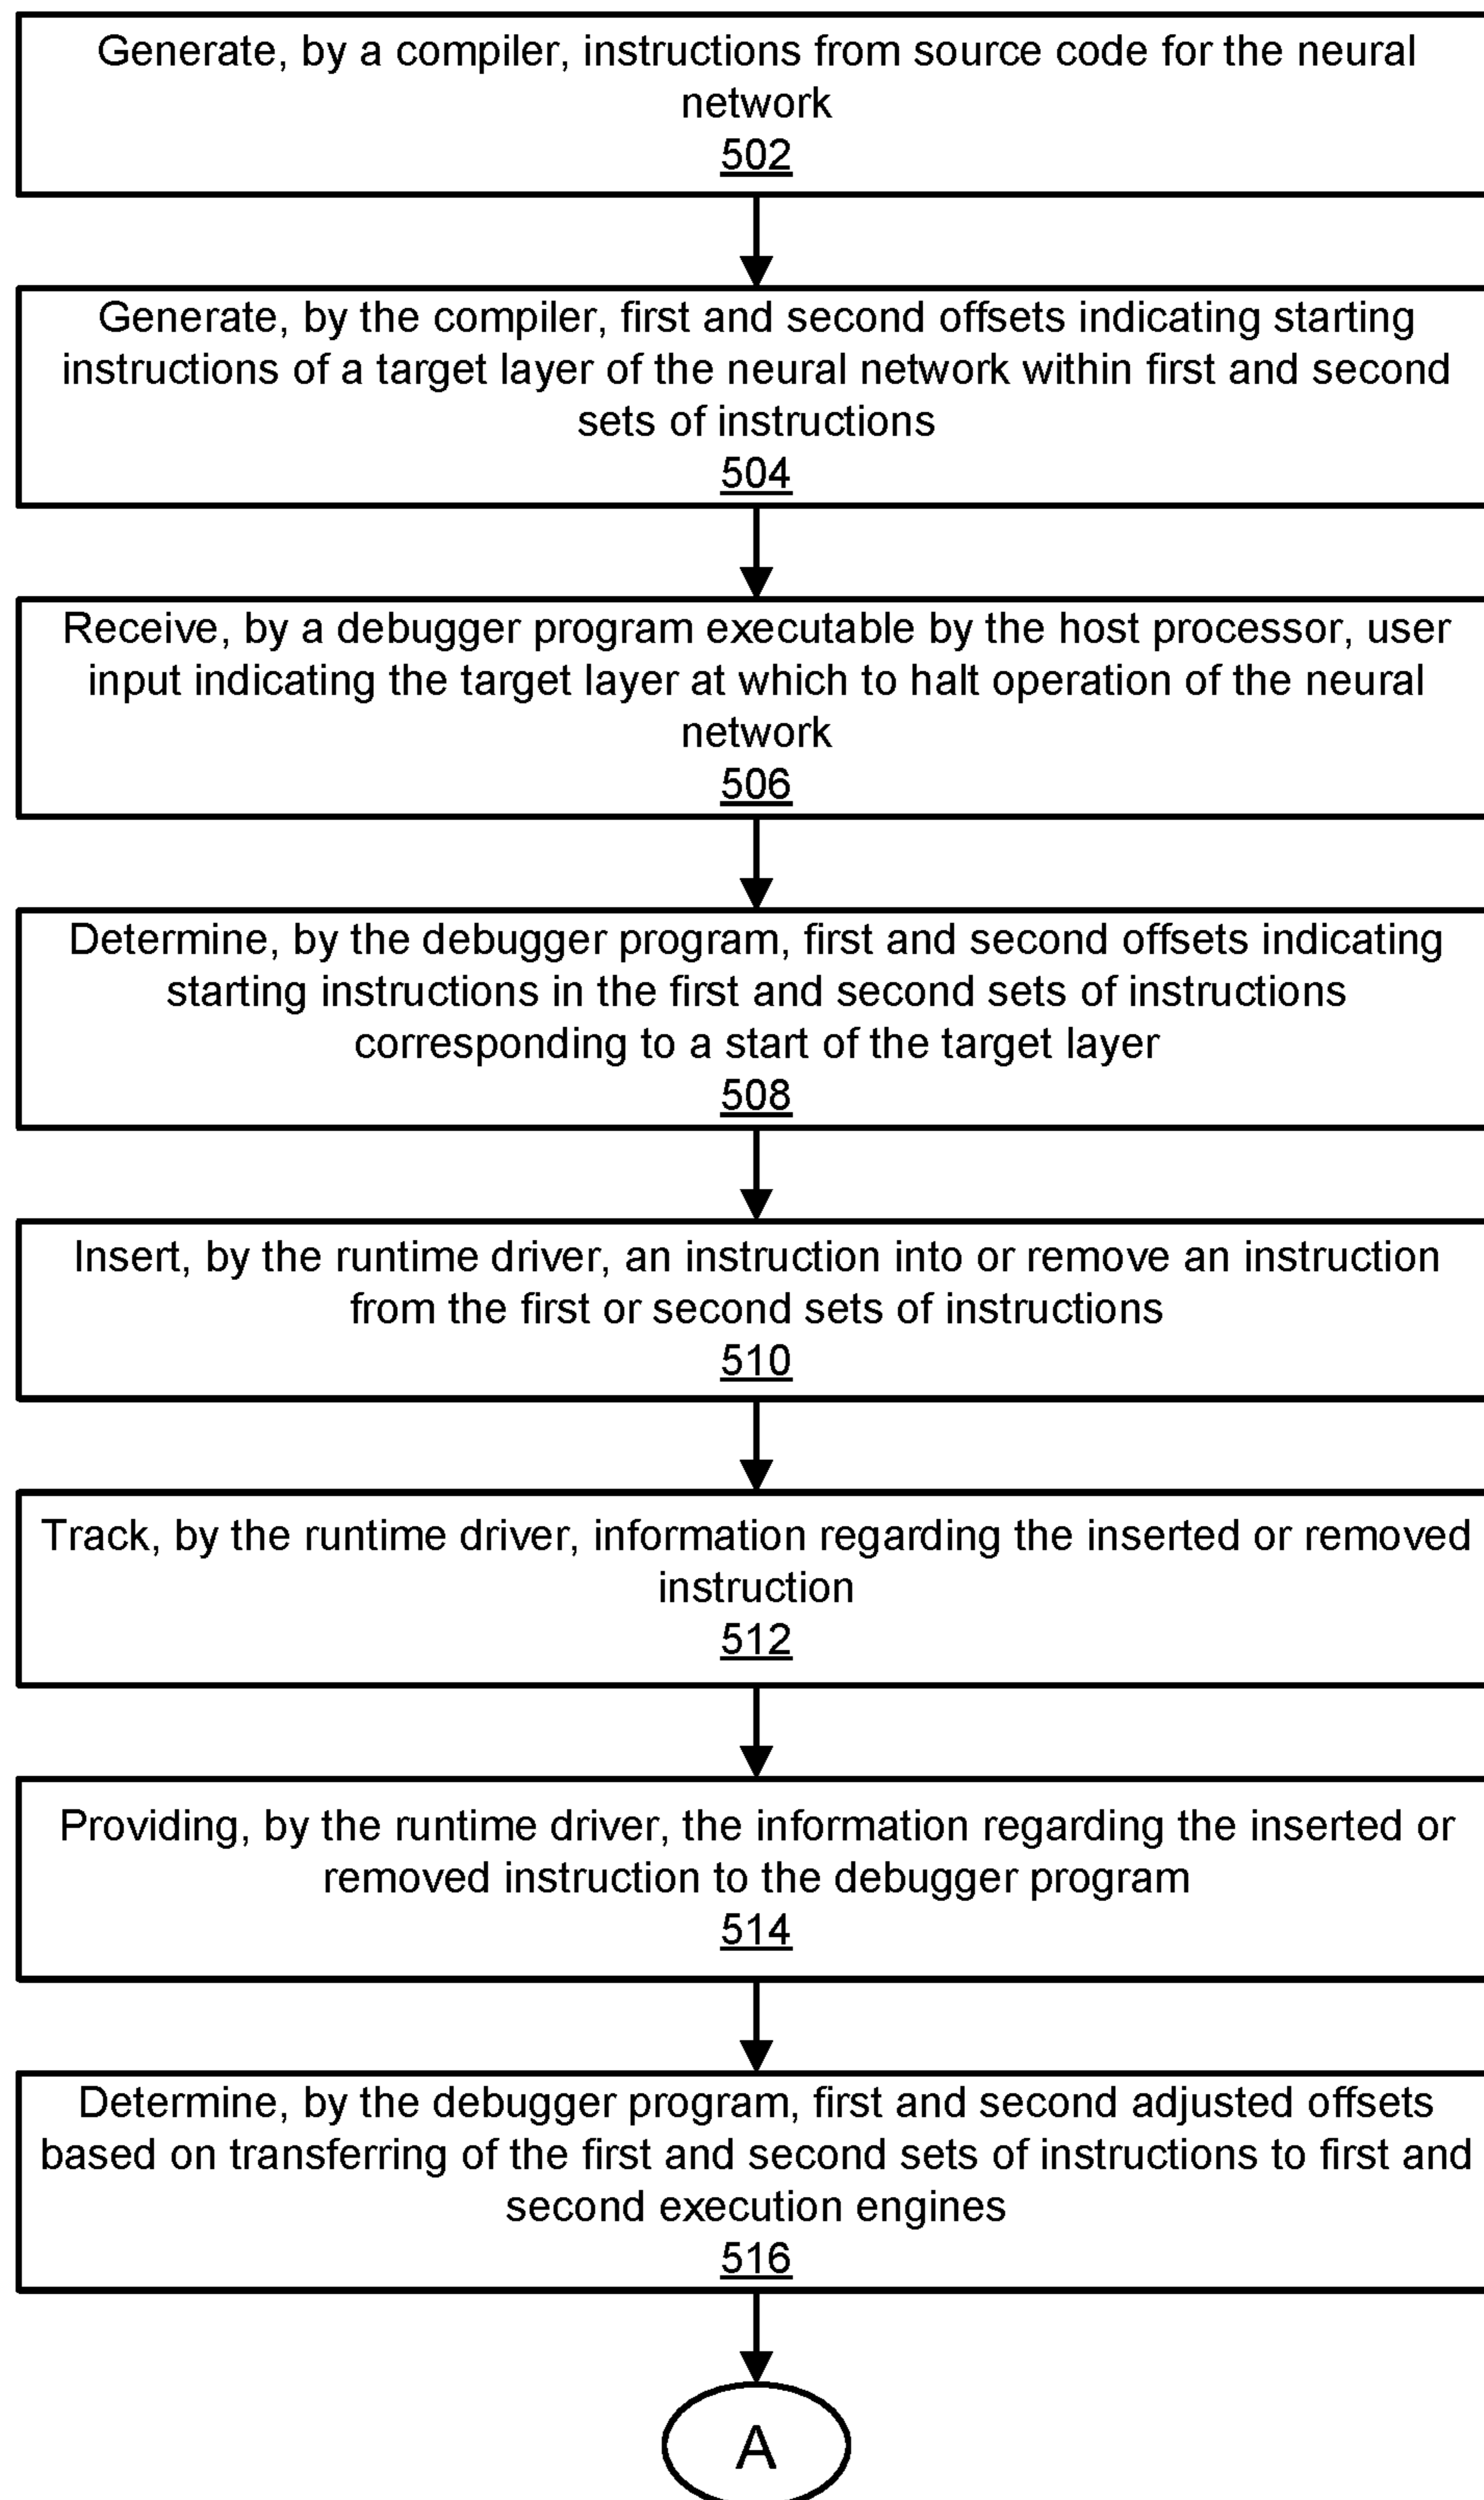 Generate, by a compiler, instructions from source code for the neural
network
502
Generate, by the compiler, first and second offsets indicating starting
instructions of a target layer of the neural network within first and second
sets of instructions
504
Receive, by a debugger program executable by the host processor, user
input indicating the target layer at which to halt operation of the neural
network
506
Determine, by the debugger program, first and second offsets indicating
starting instructions in the first and second sets of instructions
corresponding to a start of the target layer
508
Insert, by the runtime driver, an instruction into or remove an instruction
from the first or second sets of instructions
510
Track, by the runtime driver, information regarding the inserted or removed
instruction
512
Providing, by the runtime driver, the information regarding the inserted or
removed instruction to the debugger program
514
Determine, by the debugger program, first and second adjusted offsets
based on transferring of the first and second sets of instructions to first and
second execution engines
516
A